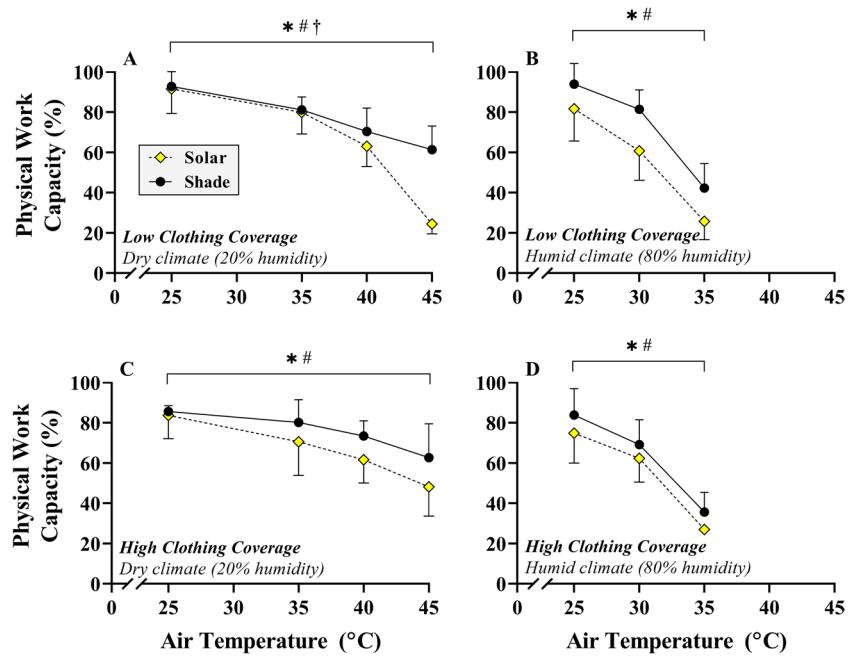 ∗ # †
A
100
80
60
40
20
0
Physical Work
Capacity (%)
Solar
Shade
Low Clothing Coverage
Dry climate (20% humidity)
0 25 30 35 40 45
∗ #
B
100
80
60
40
20
0
Low Clothing Coverage
Humid climate (80% humidity)
0 25 30 35 40 45
∗ #
C
100
80
60
40
20
0
Physical Work
Capacity (%)
High Clothing Coverage
Dry climate (20% humidity)
0 25 30 35 40 45
Air Temperature (°C)
∗ #
D
100
80
60
40
20
0
High Clothing Coverage
Humid climate (80% humidity)
0 25 30 35 40 45
Air Temperature (°C)